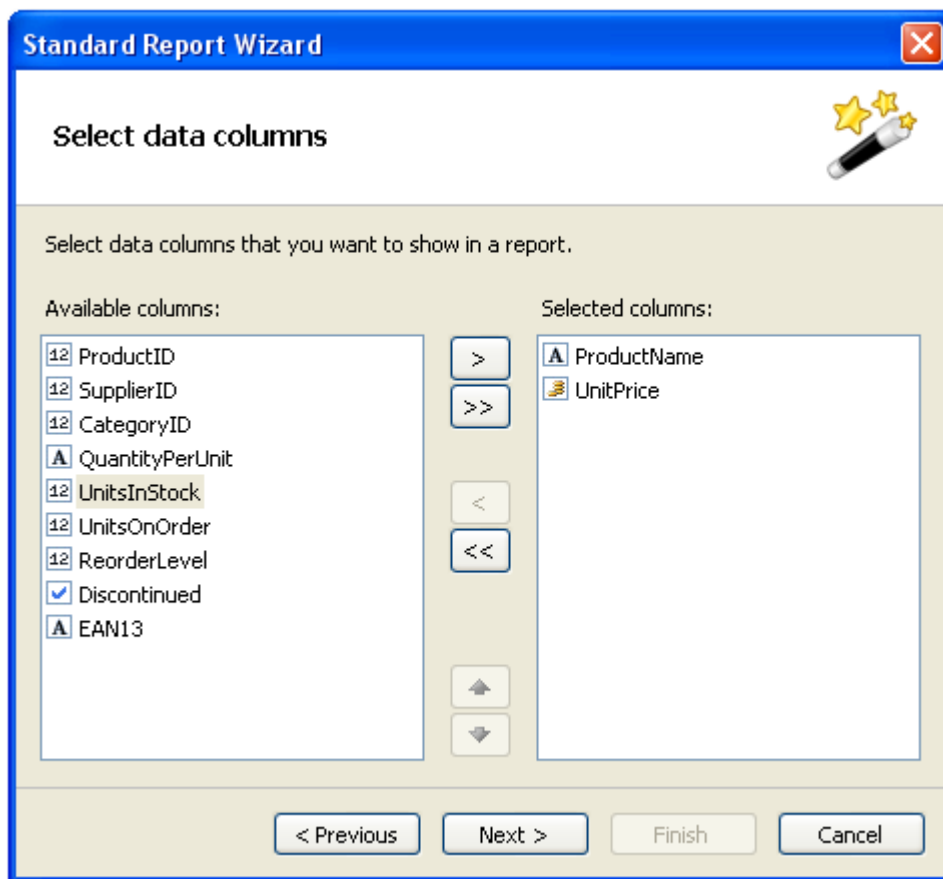 Standard Report Wizard
Select data columns
Select data columns that you want to show in a report.
Available columns:
12 ProductID
12 SupplierID
12 CategoryID
A QuantityPerUnit
12 UnitsInStock
12 UnitsOnOrder
12 ReorderLevel
Discontinued
A EAN13
>
>>
<
<<
Selected columns:
A ProductName
UnitPrice
< Previous
Next >
Finish
Cancel